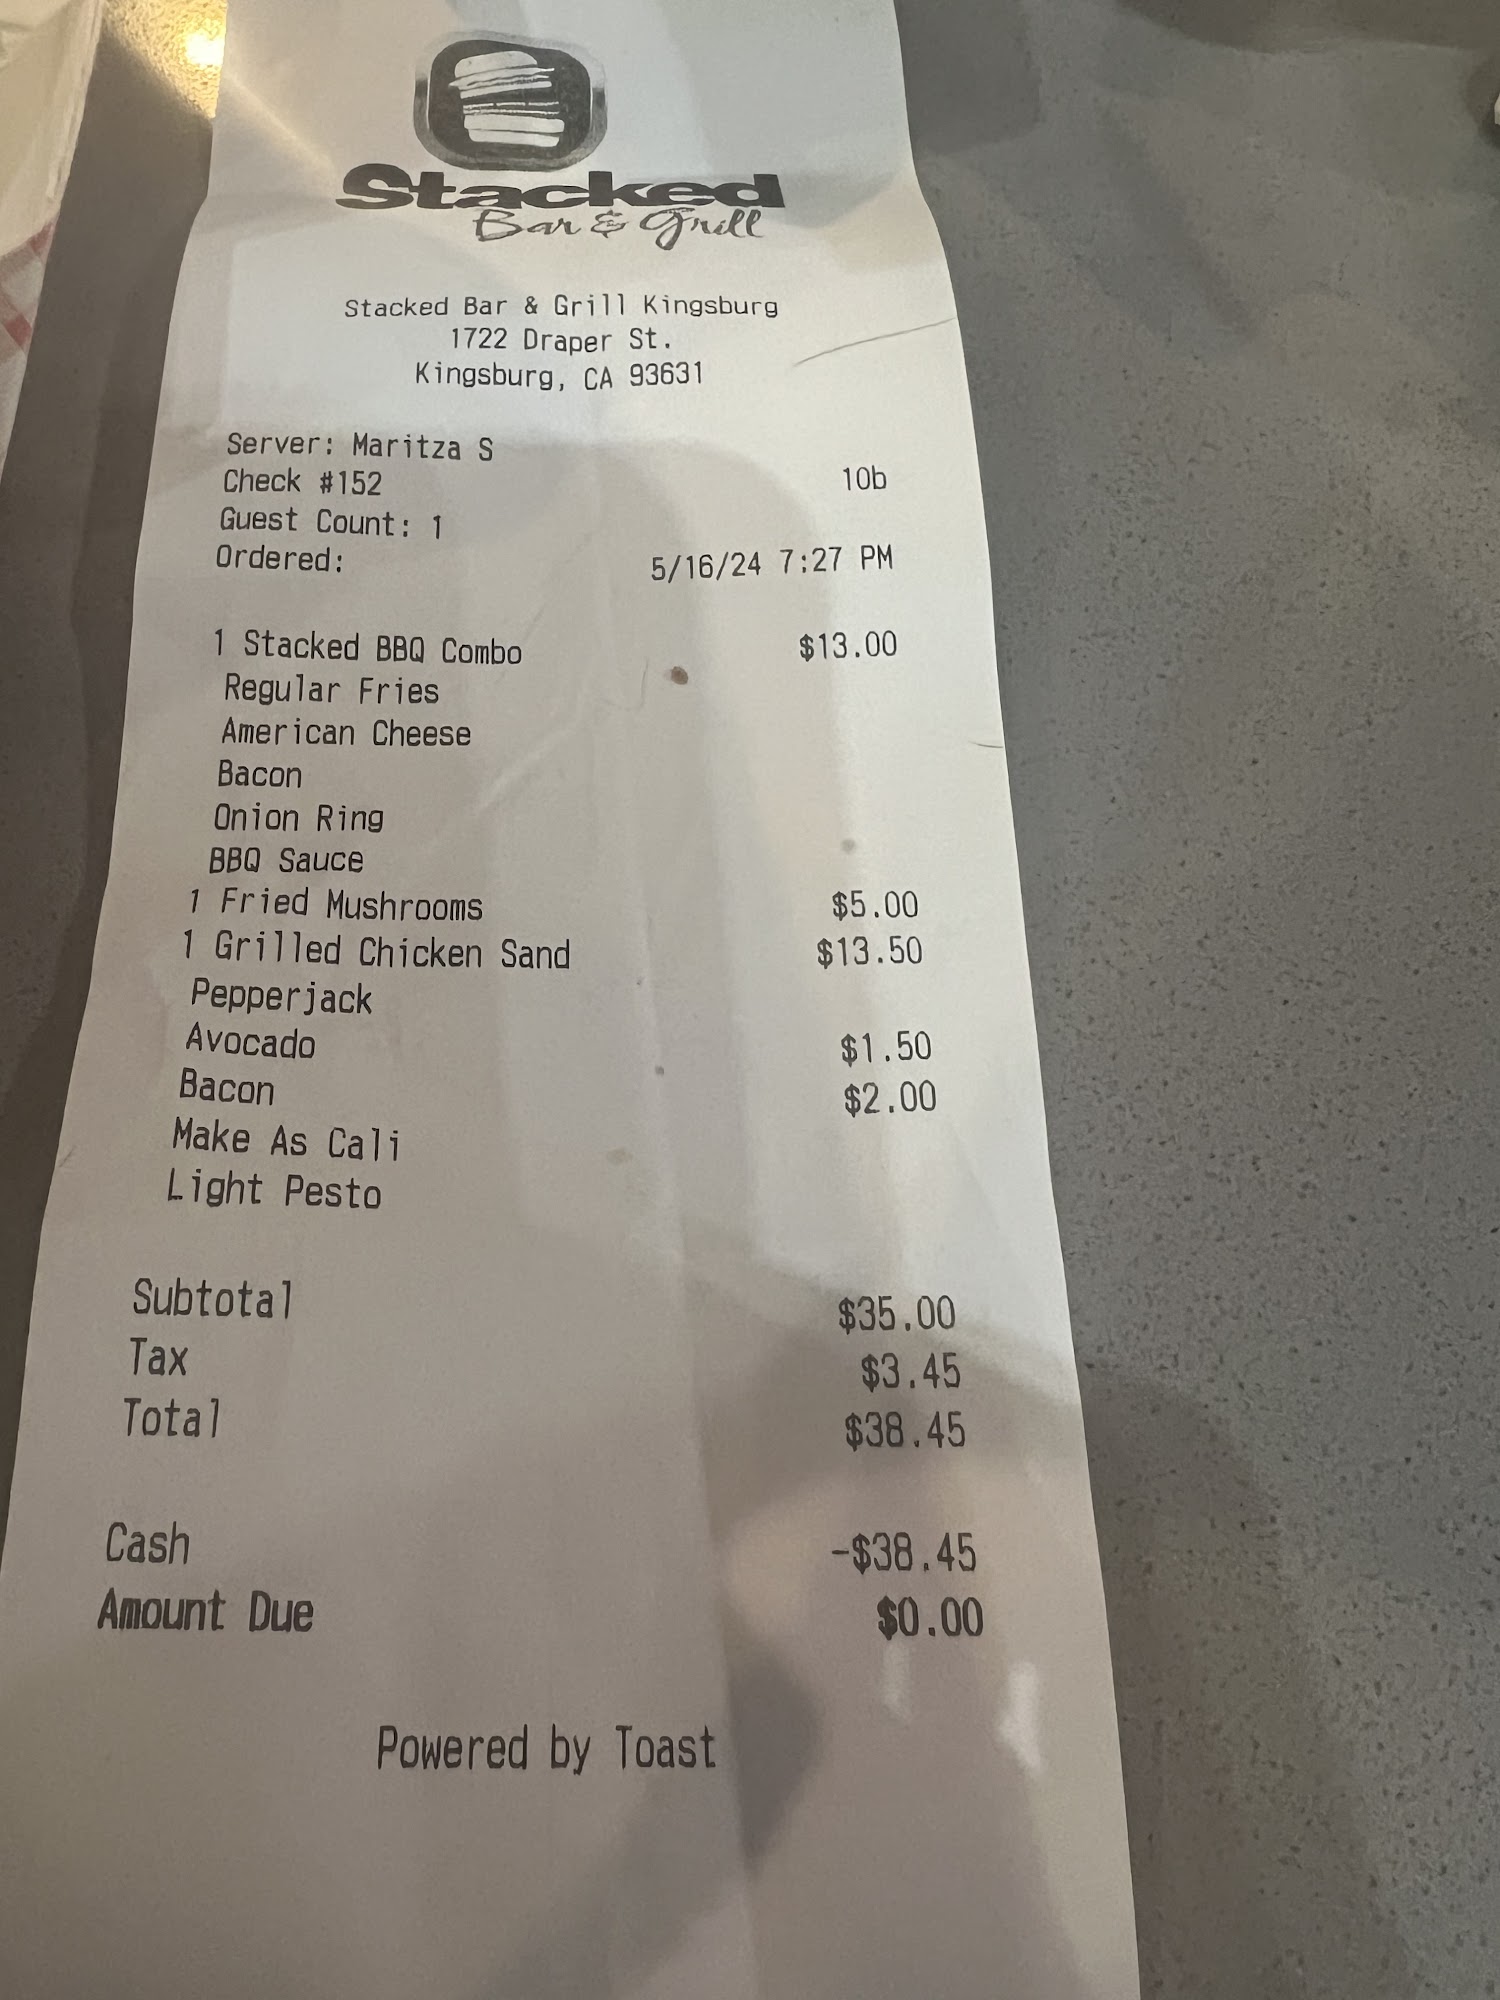 Stacked
Bar & Grill
Stacked Bar & Grill Kingsburg
1722 Draper St.
Kingsburg, CA 93631
Server: Maritza S
Check #152 10b
Guest Count: 1
Ordered: 5/16/24 7:27 PM
1 Stacked BBQ Combo $13.00
Regular Fries
American Cheese
Bacon
Onion Ring
BBQ Sauce
1 Fried Mushrooms $5.00
1 Grilled Chicken Sand $13.50
Pepperjack
Avocado $1.50
Bacon $2.00
Make As Cali
Light Pesto
Subtotal $35.00
Tax $3.45
Total $38.45
Cash -$38.45
Amount Due $0.00
Powered by Toast